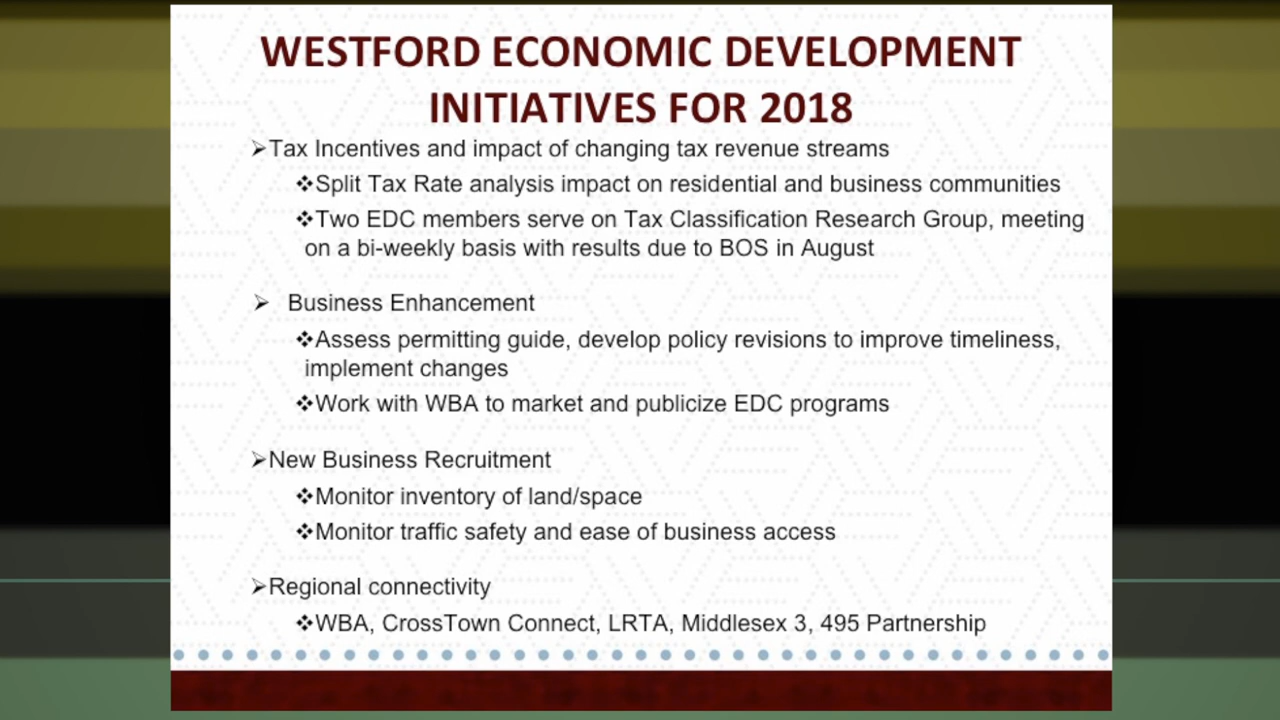 WESTFORD ECONOMIC DEVELOPMENT
INITIATIVES FOR 2018
➢Tax Incentives and impact of changing tax revenue streams
❖Split Tax Rate analysis impact on residential and business communities
❖Two EDC members serve on Tax Classification Research Group, meeting
on a bi-weekly basis with results due to BOS in August
➢ Business Enhancement
❖Assess permitting guide, develop policy revisions to improve timeliness,
implement changes
❖Work with WBA to market and publicize EDC programs
➢New Business Recruitment
❖Monitor inventory of land/space
❖Monitor traffic safety and ease of business access
➢Regional connectivity
❖WBA, CrossTown Connect, LRTA, Middlesex 3, 495 Partnership